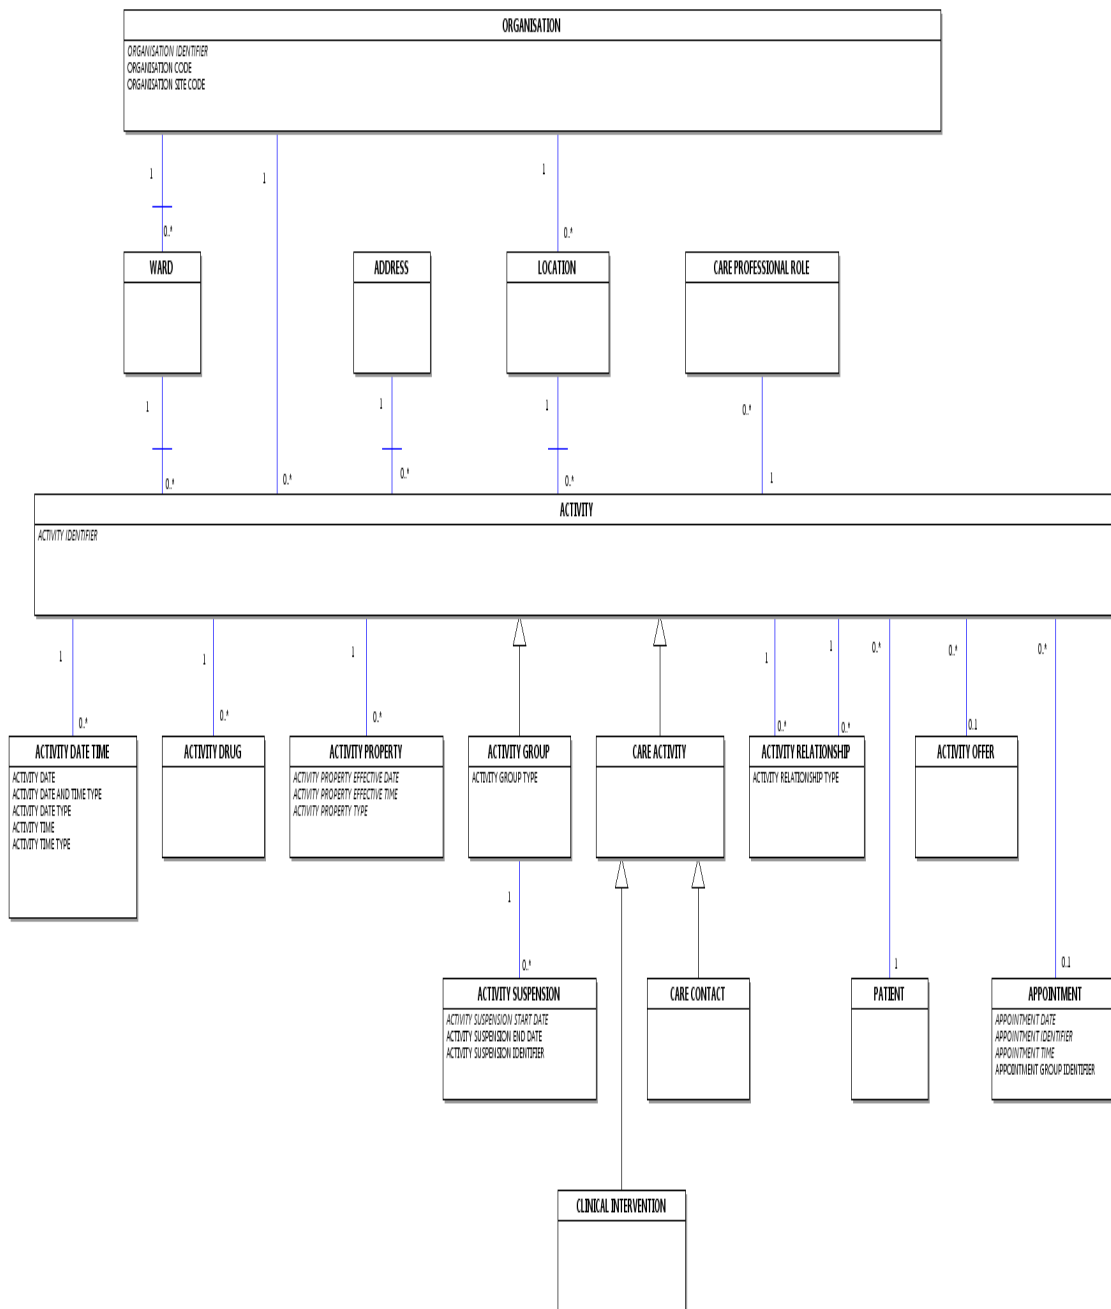 ORGANISATION
ORGANISATION IDENTIFIER
ORGANISATION CODE
ORGANISATION SITE CODE
1
1
1
0..*
0..*
WARD
ADDRESS
LOCATION
CARE PROFESSIONAL ROLE
1
1
1
0..*
0..*
0..*
0..*
0..*
1
ACTIVITY
ACTIVITY IDENTIFIER
1
1
1
1
1
0..*
0..*
0..*
0..*
0..*
0..*
0..*
0..*
0..1
ACTIVITY DATE TIME
ACTIVITY DATE
ACTIVITY DATE AND TIME TYPE
ACTIVITY DATE TYPE
ACTIVITY TIME
ACTIVITY TIME TYPE
ACTIVITY DRUG
ACTIVITY PROPERTY
ACTIVITY PROPERTY EFFECTIVE DATE
ACTIVITY PROPERTY EFFECTIVE TIME
ACTIVITY PROPERTY TYPE
ACTIVITY GROUP
ACTIVITY GROUP TYPE
CARE ACTIVITY
ACTIVITY RELATIONSHIP
ACTIVITY RELATIONSHIP TYPE
ACTIVITY OFFER
1
0..*
1
0..1
ACTIVITY SUSPENSION
ACTIVITY SUSPENSION START DATE
ACTIVITY SUSPENSION END DATE
ACTIVITY SUSPENSION IDENTIFIER
CARE CONTACT
PATIENT
APPOINTMENT
APPOINTMENT DATE
APPOINTMENT IDENTIFIER
APPOINTMENT TIME
APPOINTMENT GROUP IDENTIFIER
CLINICAL INTERVENTION